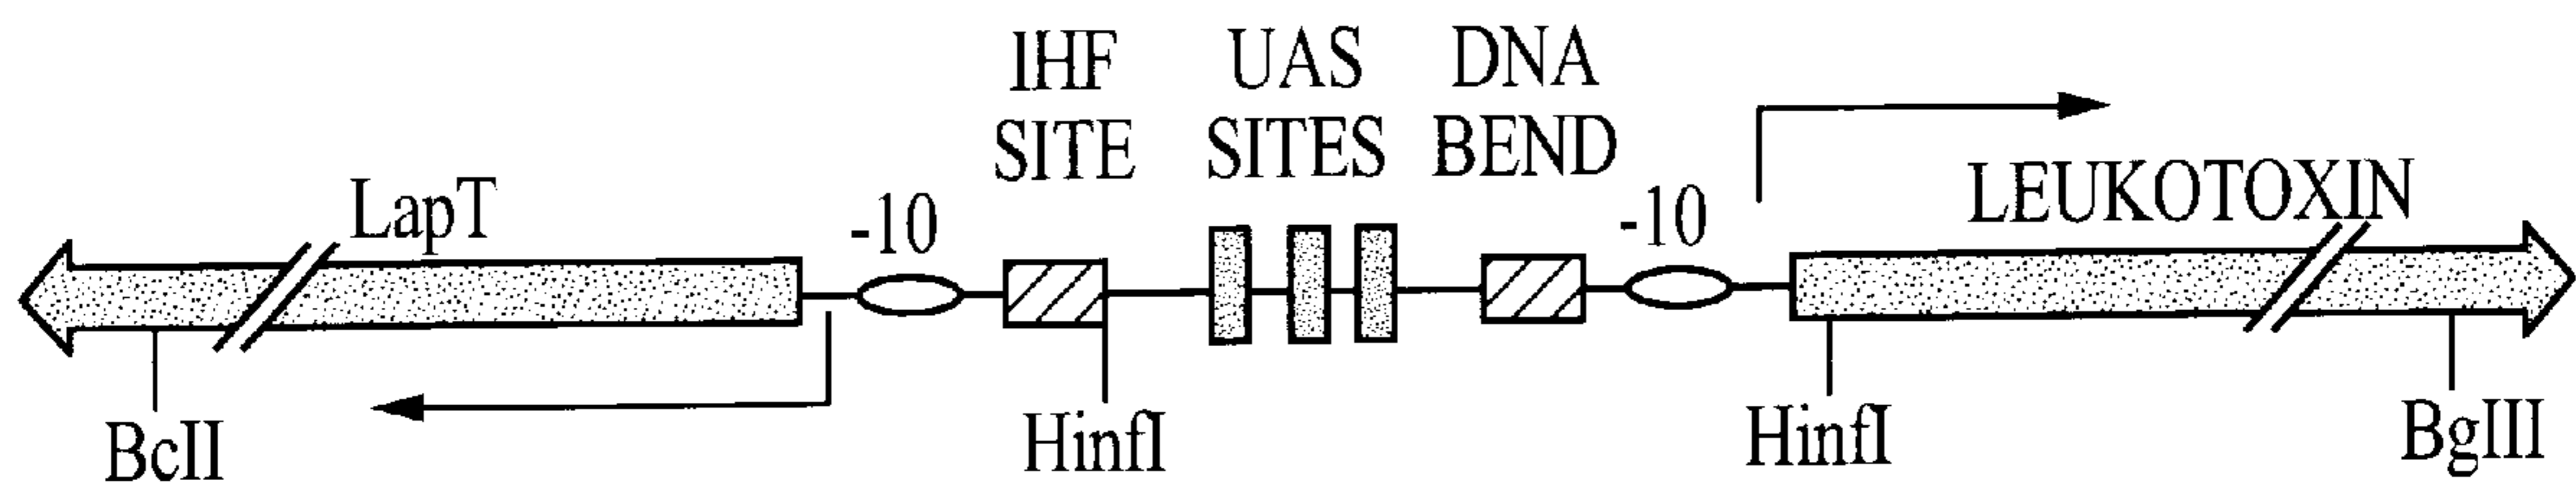 IHF
SITE
UAS
SITES
DNA
BEND
LapT
-10
-10
LEUKOTOXIN
BclI
HinfI
HinfI
BglII